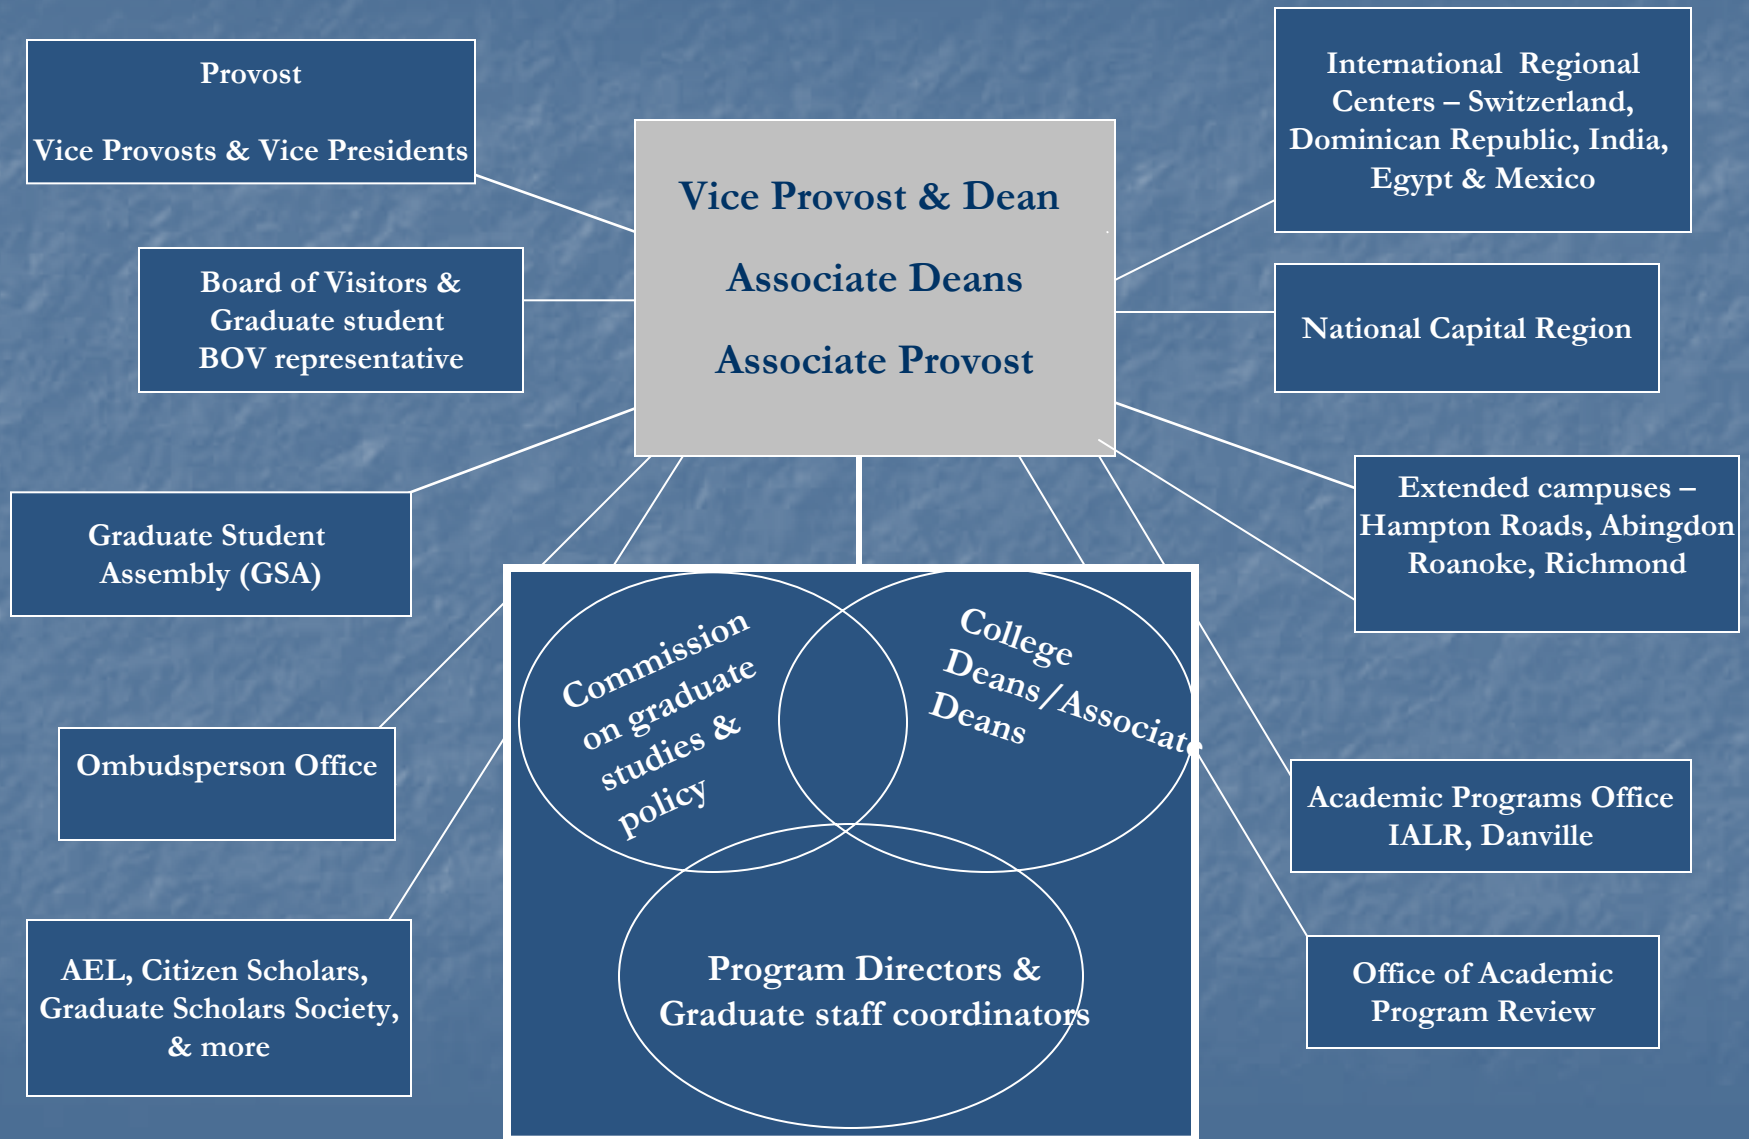 Provost
Vice Provosts & Vice Presidents
Board of Visitors &
Graduate student
BOV representative
Graduate Student
Assembly (GSA)
Ombudsperson Office
AEL, Citizen Scholars,
Graduate Scholars Society,
& more
Vice Provost & Dean
Associate Deans
Associate Provost
Commission
on graduate
studies &
policy
College
Deans/Associate
Deans
Program Directors &
Graduate staff coordinators
International Regional
Centers – Switzerland,
Dominican Republic, India,
Egypt & Mexico
National Capital Region
Extended campuses –
Hampton Roads, Abingdon
Roanoke, Richmond
Academic Programs Office
IALR, Danville
Office of Academic
Program Review